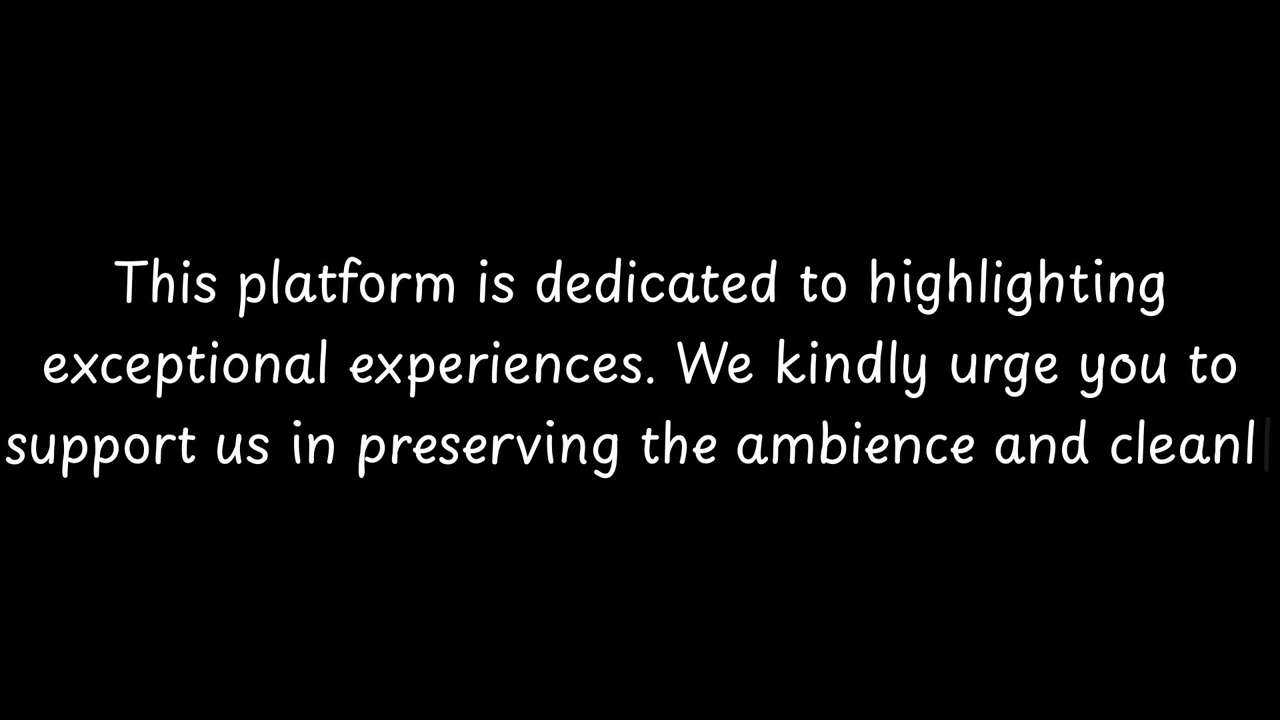 This platform is dedicated to highlighting
exceptional experiences. We kindly urge you to
support us in preserving the ambience and cleanl